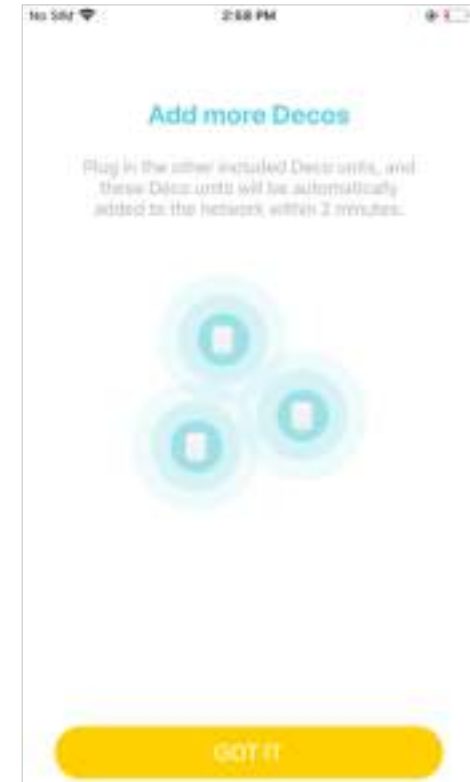 No SIM 2:58 PM
Add more Decos
Plug in the other included Deco units, and
these Deco units will be automatically
added to the network within 2 minutes.
GOT IT